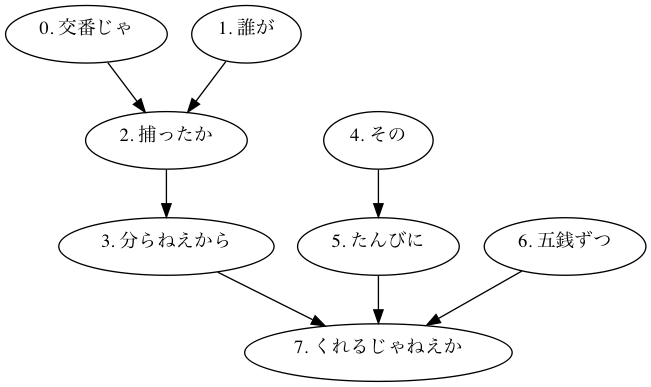 0. 交番じゃ
1. 誰が
2. 捕ったか
4. その
3. 分らねえから
5. たんびに
6. 五銭ずつ
7. くれるじゃねえか